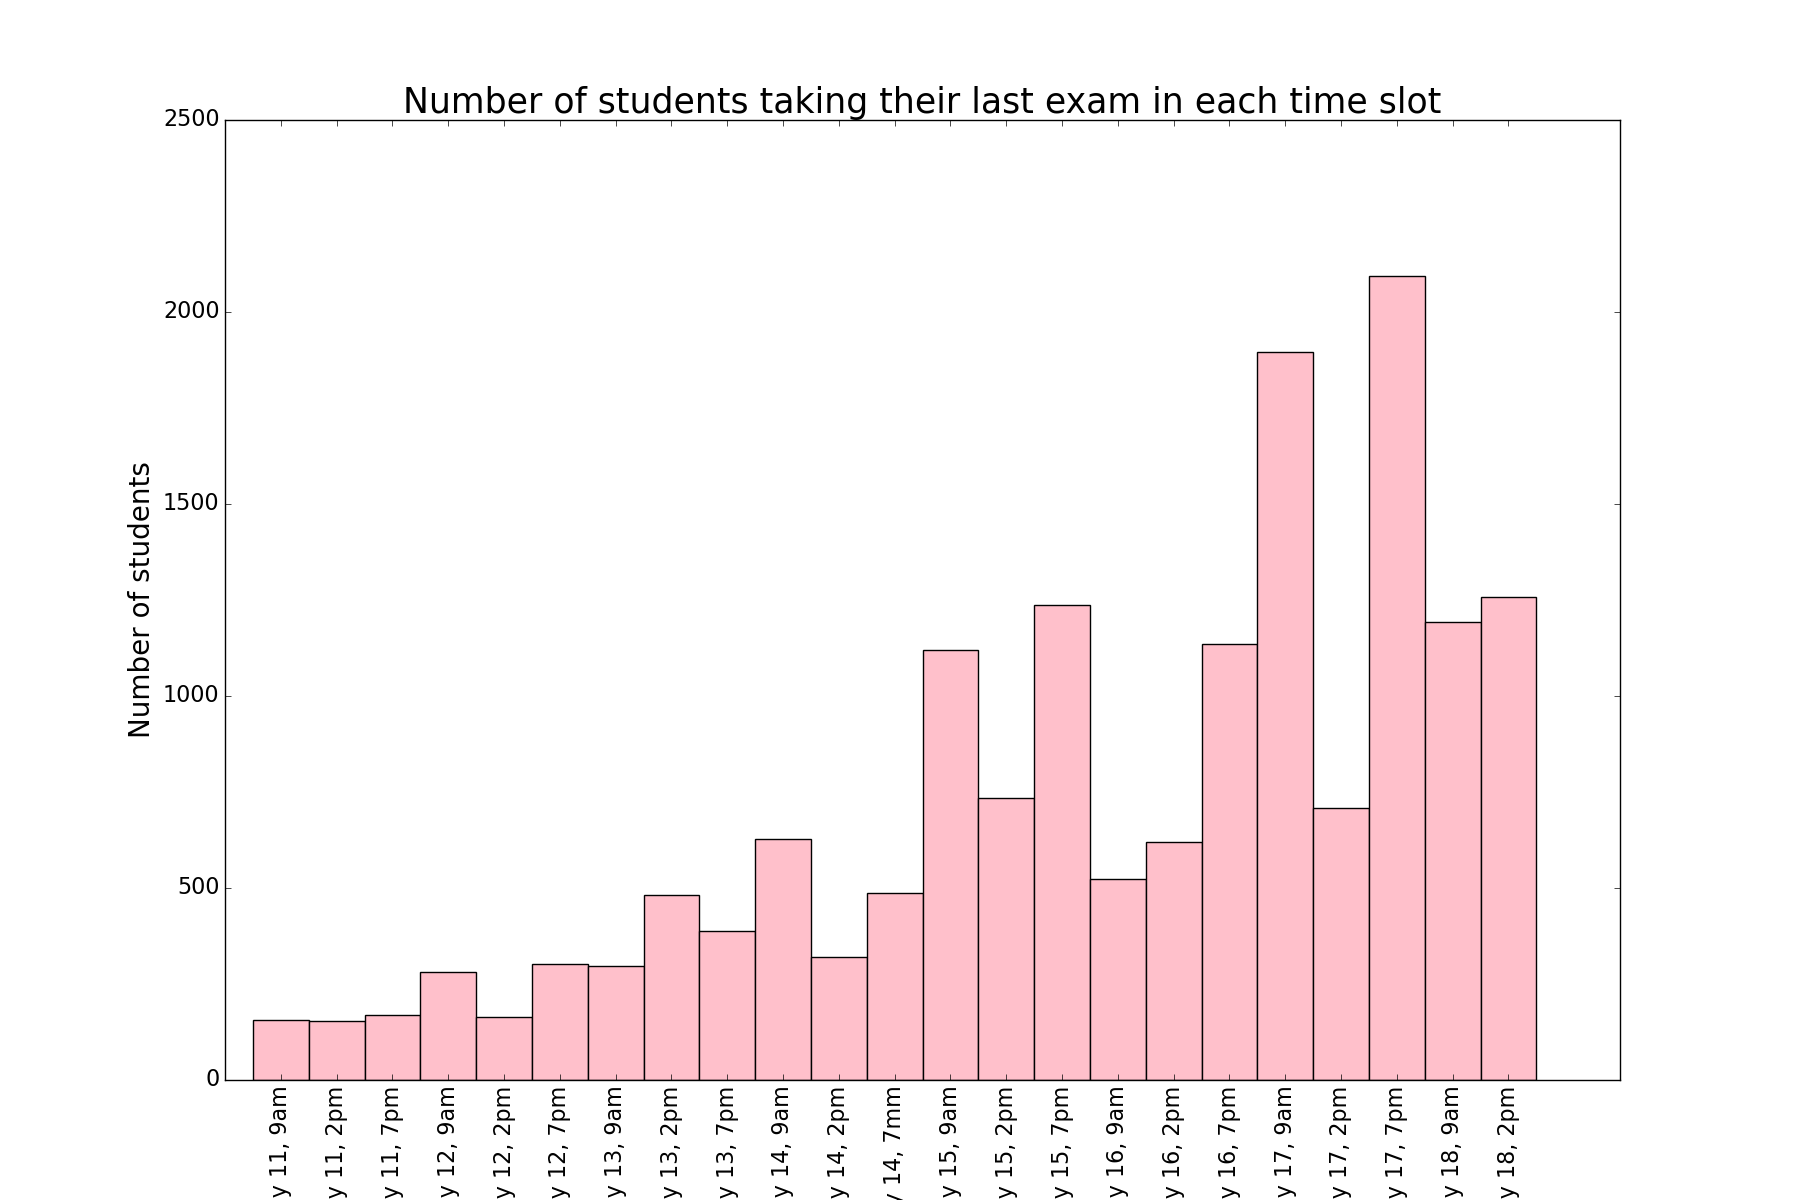 Number of students taking their last exam in each time slot
2500
2000
1500
1000
500
0
Number of students
y 11, 9am
y 11, 2pm
y 11, 7pm
y 12, 9am
y 12, 2pm
y 12, 7pm
y 13, 9am
y 13, 2pm
y 13, 7pm
y 14, 9am
y 14, 2pm
y 14, 7mm
y 15, 9am
y 15, 2pm
y 15, 7pm
y 16, 9am
y 16, 2pm
y 16, 7pm
y 17, 9am
y 17, 2pm
y 17, 7pm
y 18, 9am
y 18, 2pm